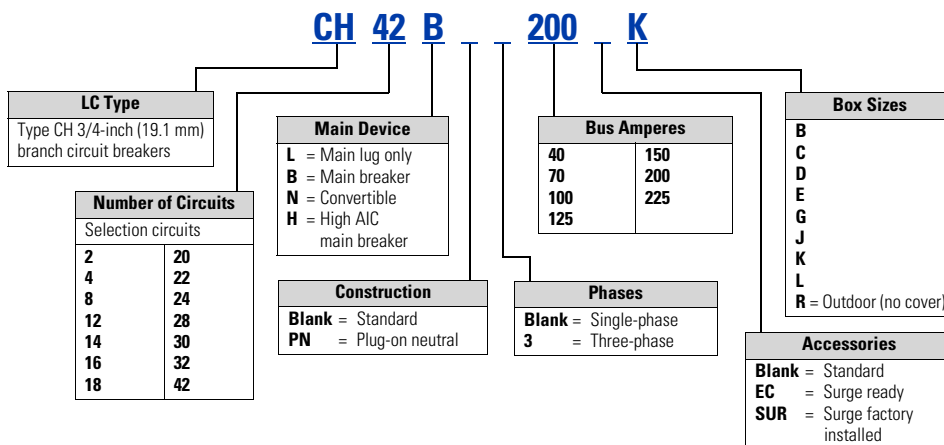 CH 42 B _ _ 200 _ K
LC Type
Type CH 3/4-inch (19.1 mm)
branch circuit breakers
Number of Circuits
Selection circuits
2 20
4 22
8 24
12 28
14 30
16 32
18 42
Main Device
L = Main lug only
B = Main breaker
N = Convertible
H = High AIC
main breaker
Construction
Blank = Standard
PN = Plug-on neutral
Phases
Blank = Single-phase
3 = Three-phase
Bus Amperes
40 150
70 200
100 225
125
Box Sizes
B
C
D
E
G
J
K
L
R = Outdoor (no cover)
Accessories
Blank = Standard
EC = Surge ready
SUR = Surge factory
installed